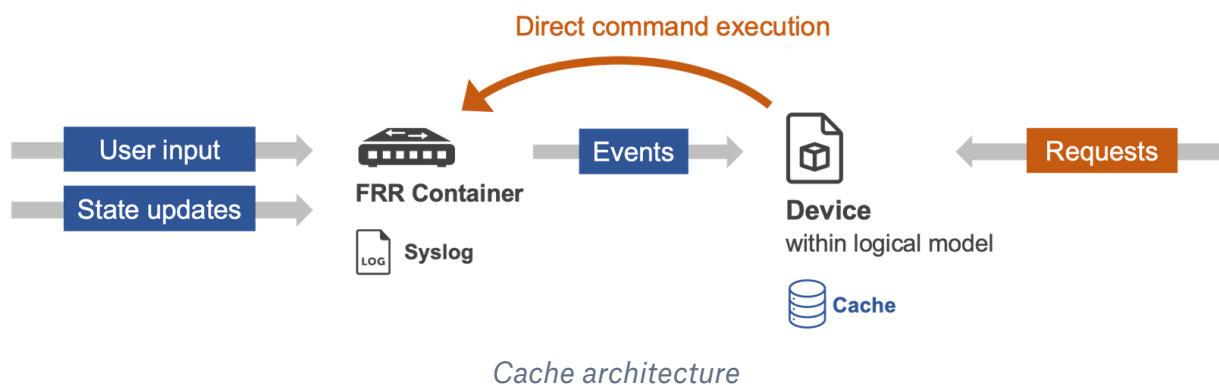 Direct command execution
User input
Events
Requests
State updates
FRR Container
Device
within logical model
LOG
Syslog
Cache
Cache architecture